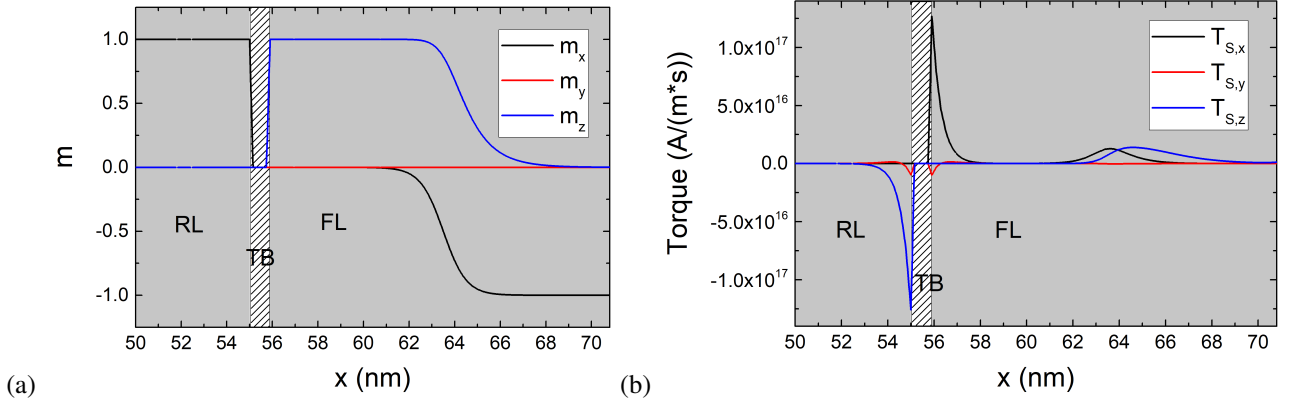 1.0
0.5
0.0
-0.5
-1.0
m
m_x
m_y
m_z
RL
TB
FL
50 52 54 56 58 60 62 64 66 68 70
x (nm)
(a)
1.0x10^17
5.0x10^16
0.0
-5.0x10^16
-1.0x10^17
Torque (A/(m*s))
T_S,x
T_S,y
T_S,z
RL
TB
FL
50 52 54 56 58 60 62 64 66 68 70
x (nm)
(b)